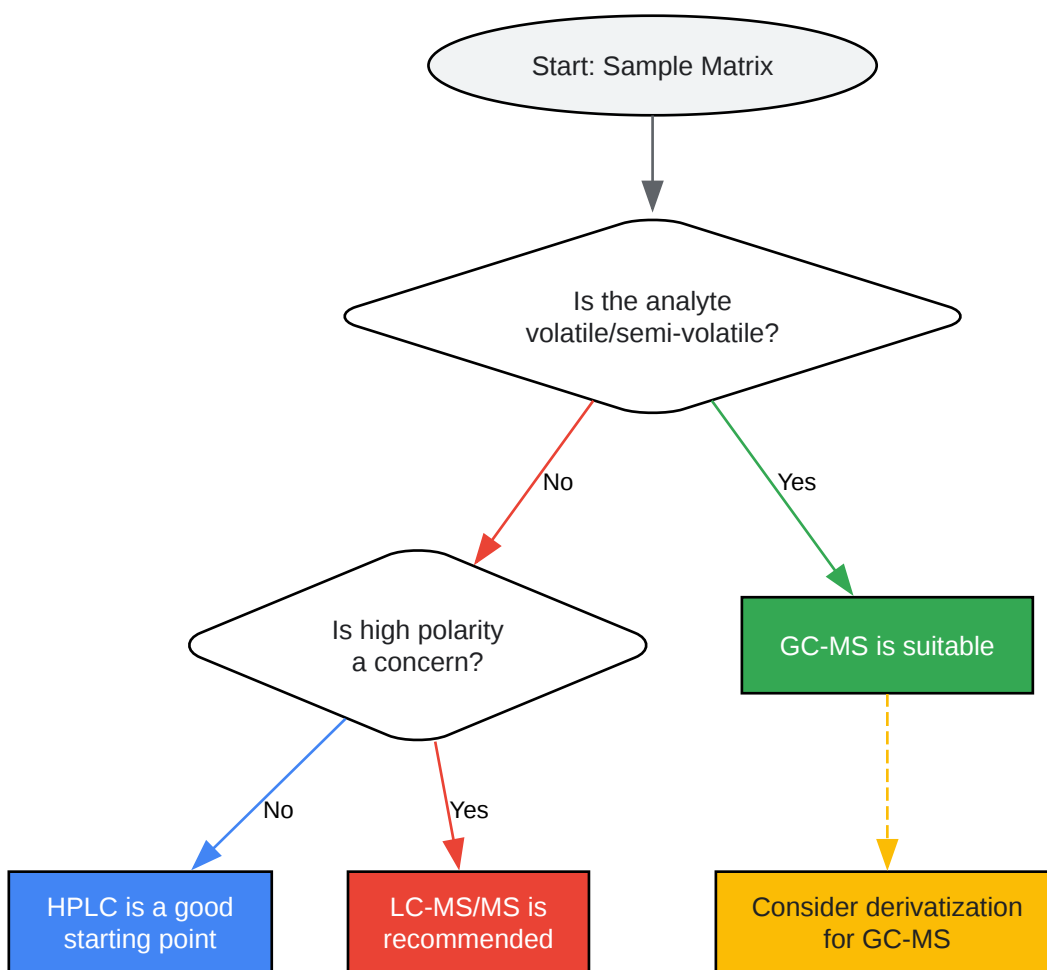 Start: Sample Matrix
Is the analyte
volatile/semi-volatile?
No
Yes
Is high polarity
a concern?
GC-MS is suitable
No
Yes
HPLC is a good
starting point
LC-MS/MS is
recommended
Consider derivatization
for GC-MS